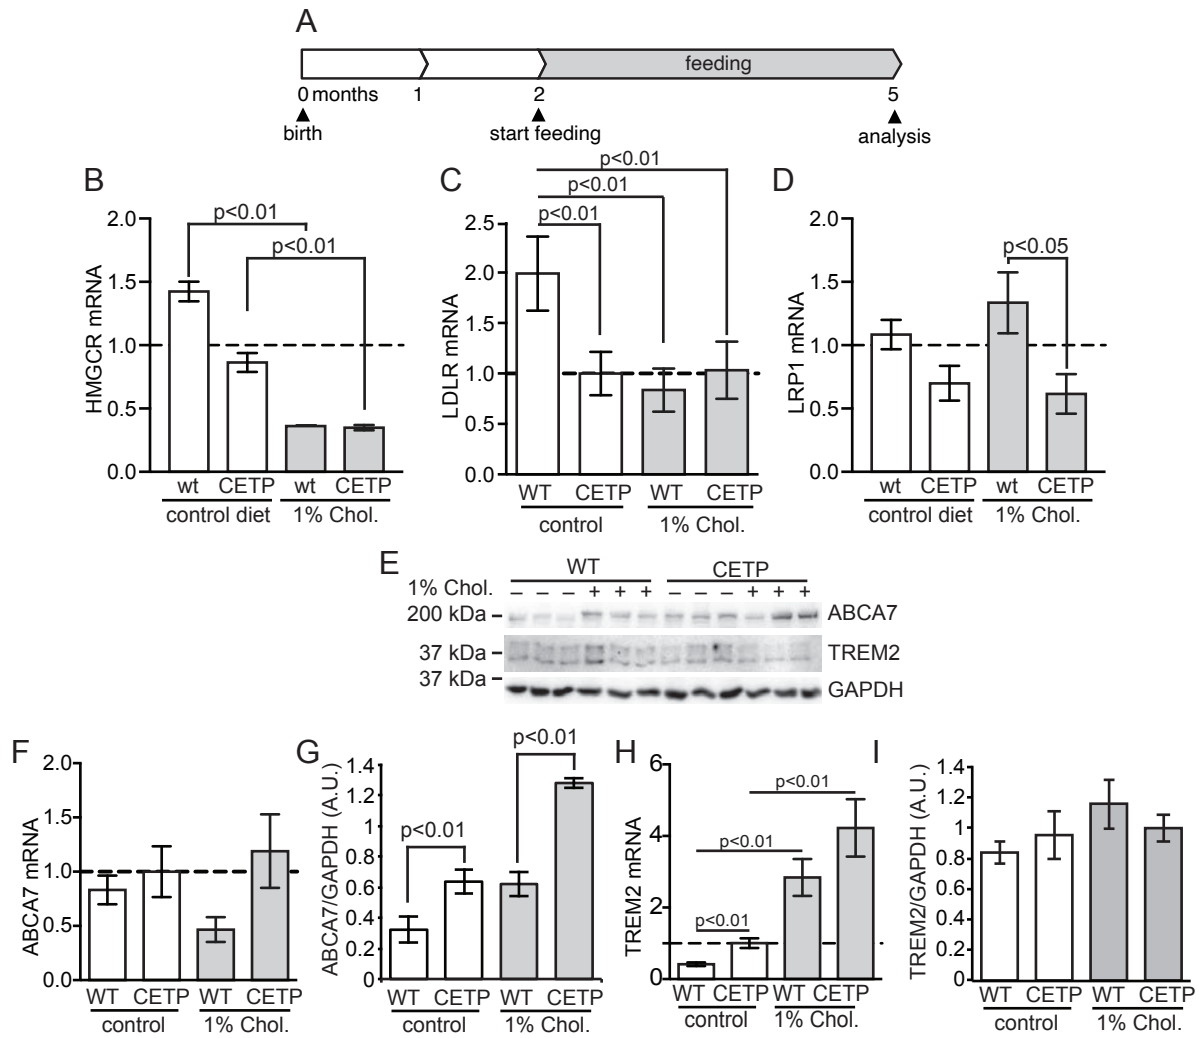 A
feeding
0 months 1 2 5
birth start feeding analysis
B
p<0.01
p<0.01
HMGCR mRNA
2.0
1.5
1.0
0.5
0.0
wt CETP wt CETP
control diet 1% Chol.
C
p<0.01
p<0.01
p<0.01
LDLR mRNA
2.5
2.0
1.5
1.0
0.5
0.0
WT CETP WT CETP
control 1% Chol.
D
p<0.05
LRP1 mRNA
2.0
1.5
1.0
0.5
0.0
wt CETP wt CETP
control diet 1% Chol.
E
WT CETP
1% Chol. – – – + + + – – – + + +
200 kDa ABCA7
37 kDa TREM2
37 kDa GAPDH
F
ABCA7 mRNA
2.0
1.5
1.0
0.5
0.0
WT CETP WT CETP
control 1% Chol.
G
p<0.01
p<0.01
ABCA7/GAPDH (A.U.)
1.4
1.2
1
0.8
0.6
0.4
0.2
0
WT CETP WT CETP
control 1% Chol.
H
p<0.01
p<0.01
p<0.01
TREM2 mRNA
6
4
2
0
WT CETP WT CETP
control 1% Chol.
I
TREM2/GAPDH (A.U.)
1.4
1.2
1
0.8
0.6
0.4
0.2
0
WT CETP WT CETP
control 1% Chol.